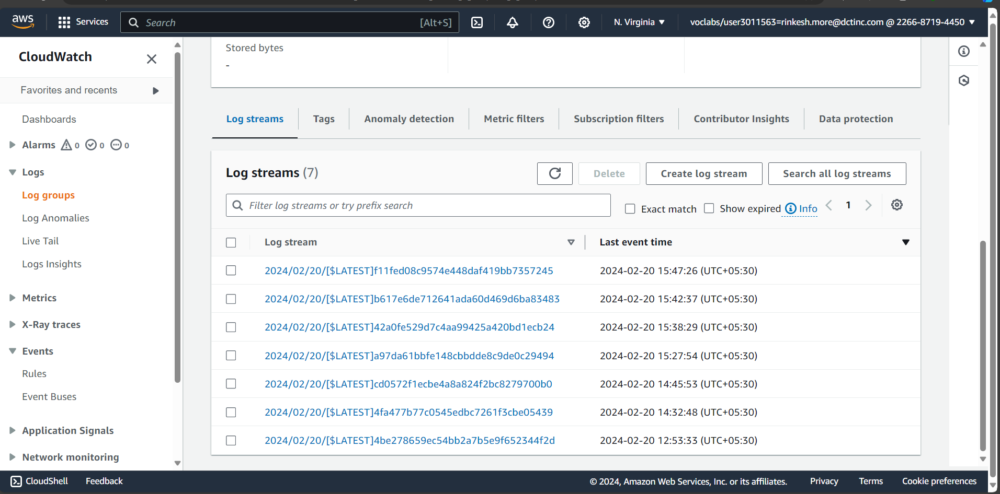 aws
Services
Search
[Alt+S]
N. Virginia
voclabs/user3011563=rinkesh.more@dctinc.com @ 2266-8719-4450
CloudWatch
Favorites and recents
Dashboards
Alarms 0 0 0
Logs
Log groups
Log Anomalies
Live Tail
Logs Insights
Metrics
X-Ray traces
Events
Rules
Event Buses
Application Signals
Network monitoring
Stored bytes
-
Log streams
Tags
Anomaly detection
Metric filters
Subscription filters
Contributor Insights
Data protection
Log streams (7)
Delete
Create log stream
Search all log streams
Filter log streams or try prefix search
Exact match
Show expired
Info
1
Log stream
Last event time
2024/02/20/[$LATEST]f11fed08c9574e448daf419bb7357245 2024-02-20 15:47:26 (UTC+05:30)
2024/02/20/[$LATEST]b617e6de712641ada60d469d6ba83483 2024-02-20 15:42:37 (UTC+05:30)
2024/02/20/[$LATEST]42a0fe529d7c4aa99425a420bd1ecb24 2024-02-20 15:38:29 (UTC+05:30)
2024/02/20/[$LATEST]a97da61bbfe148cbbdde8c9de0c29494 2024-02-20 15:27:54 (UTC+05:30)
2024/02/20/[$LATEST]cd0572f1ecbe4a8a824f2bc8279700b0 2024-02-20 14:45:53 (UTC+05:30)
2024/02/20/[$LATEST]4fa477b77c0545edbc7261f3cbe05439 2024-02-20 14:32:48 (UTC+05:30)
2024/02/20/[$LATEST]4be278659ec54bb2a7b5e9f652344f2d 2024-02-20 12:53:33 (UTC+05:30)
CloudShell
Feedback
© 2024, Amazon Web Services, Inc. or its affiliates.
Privacy
Terms
Cookie preferences